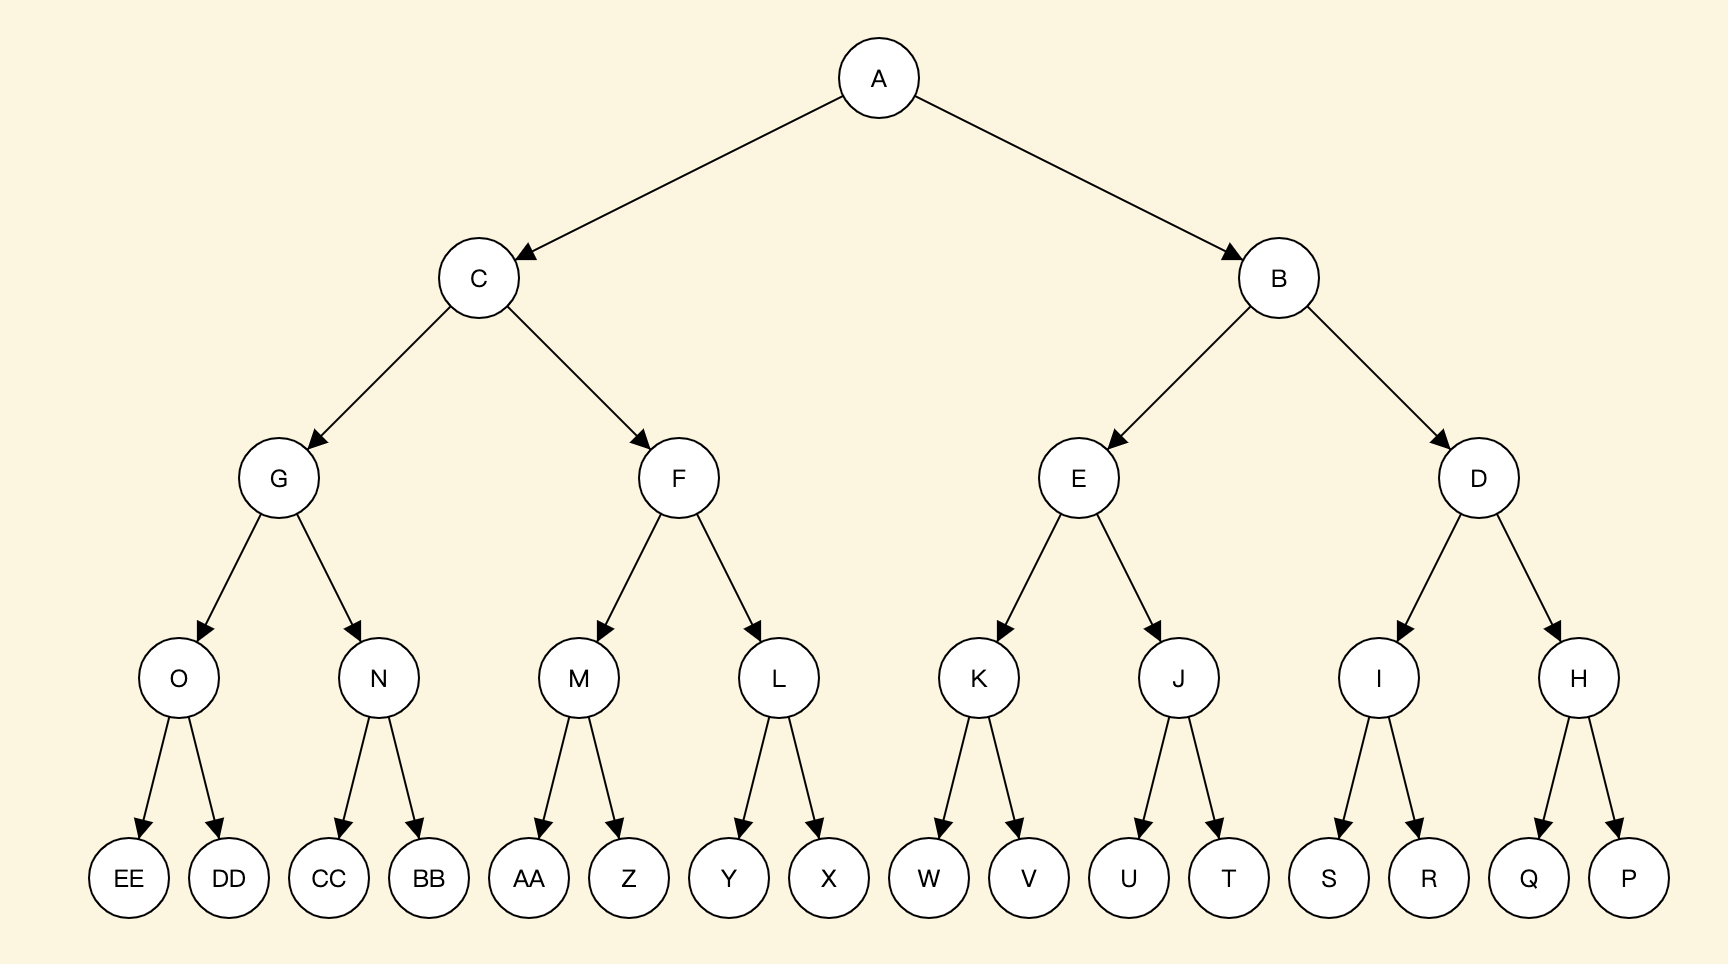 A
C B
G F E D
O N M L K J I H
EE DD CC BB AA Z Y X W V U T S R Q P